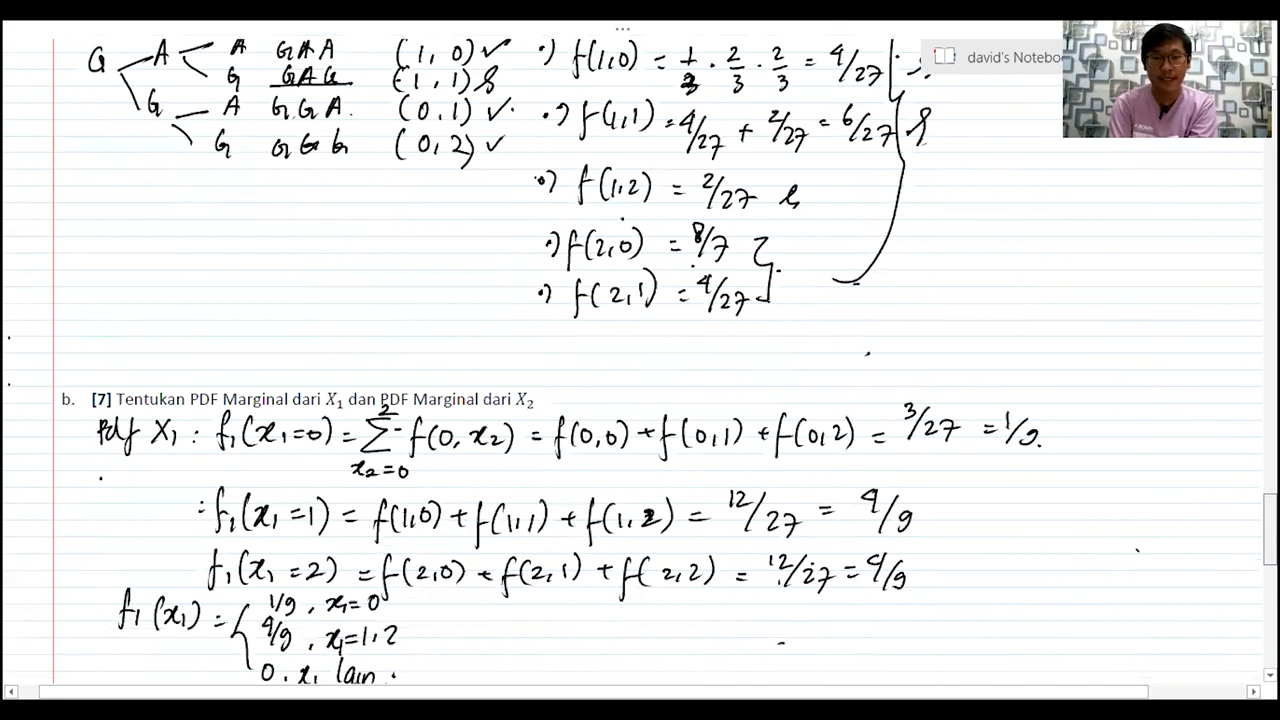 G A A GAA (1, 0) ✓ •) f(1,0) = 1/3 . 2/3 . 2/3 = 4/27
david's Notebo
G GAG (1, 1) •) f(1,1) = 4/27 + 2/27 = 6/27
G A GGA. (0, 1) ✓.
G GGG (0, 2) ✓
•) f(1,2) = 2/27
•) f(2,0) = 8/7
•) f(2,1) = 4/27
b. [7] Tentukan PDF Marginal dari X₁ dan PDF Marginal dari X₂
Pdf X₁ : f₁(x₁=0) = Σ f(0, x₂) = f(0,0) + f(0,1) + f(0,2) = 3/27 = 1/9.
2
x₂=0
: f₁(x₁=1) = f(1,0) + f(1,1) + f(1,2) = 12/27 = 4/9
f₁(x₁=2) = f(2,0) + f(2,1) + f(2,2) = 12/27 = 4/9
f₁(x₁) = { 1/9 , x₁=0
4/9 , x₁=1,2
0 , x₁ lain .